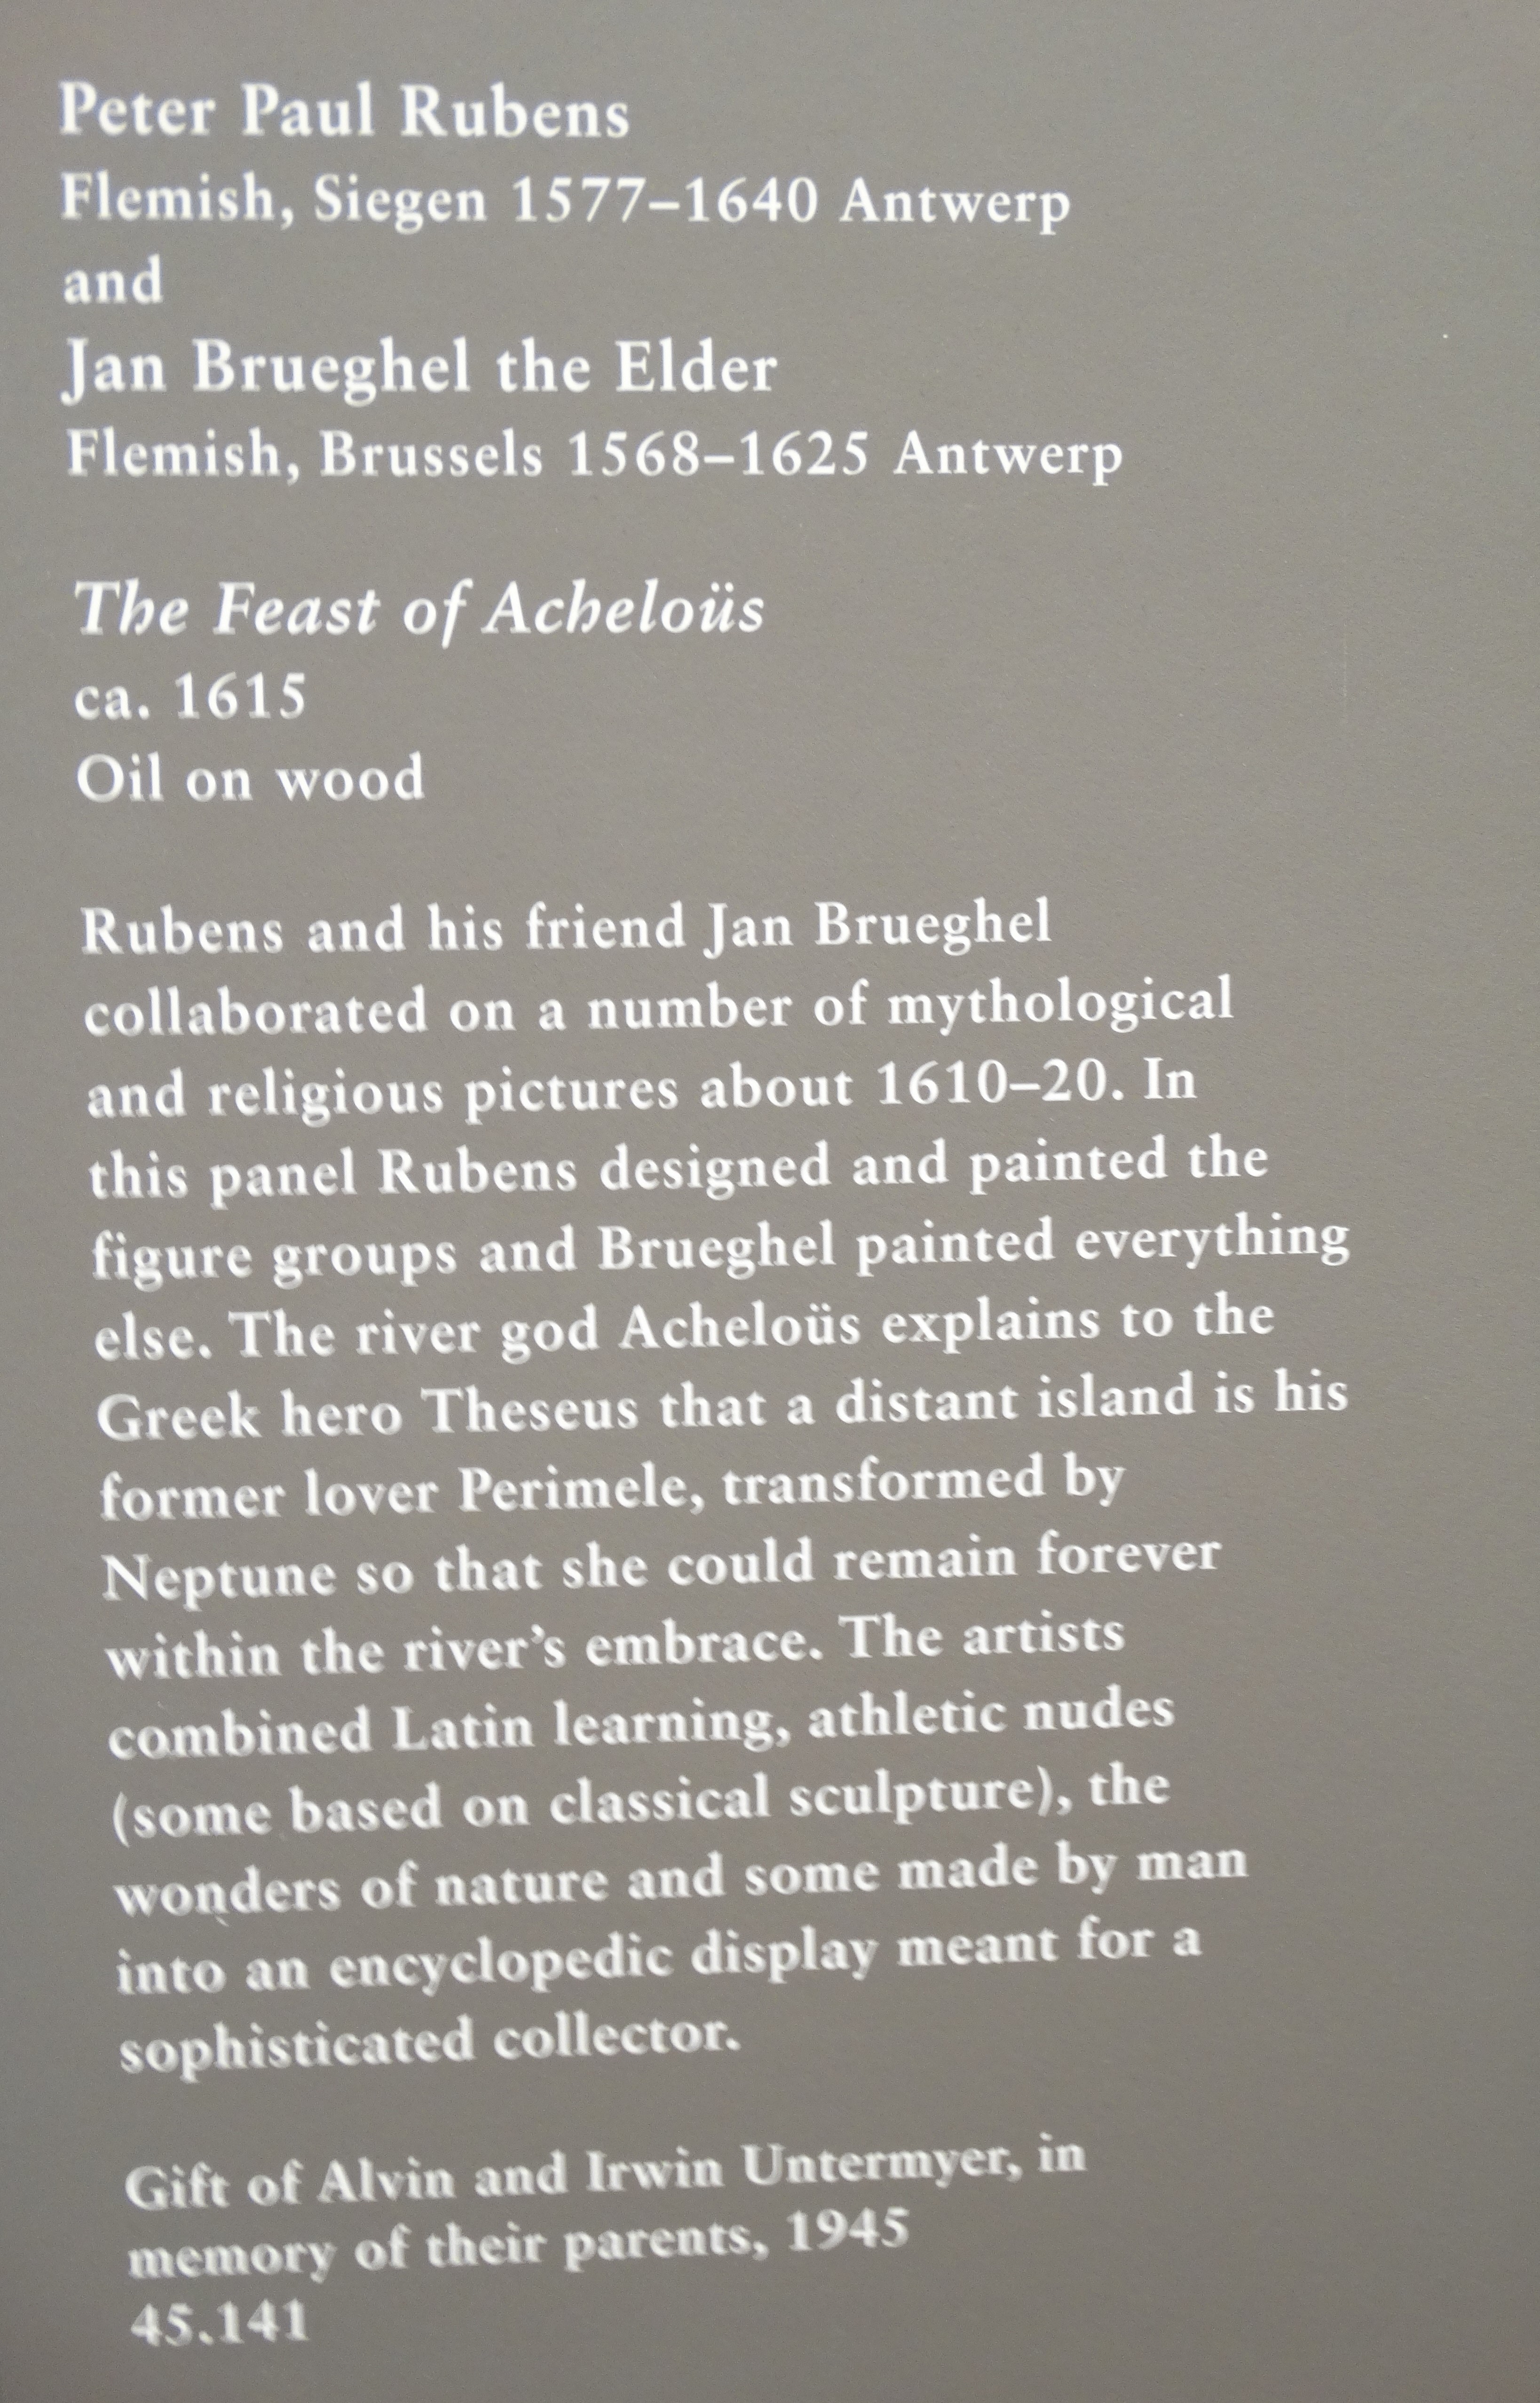 Peter Paul Rubens
Flemish, Siegen 1577–1640 Antwerp
and
Jan Brueghel the Elder
Flemish, Brussels 1568–1625 Antwerp
The Feast of Acheloüs
ca. 1615
Oil on wood
Rubens and his friend Jan Brueghel
collaborated on a number of mythological
and religious pictures about 1610–20. In
this panel Rubens designed and painted the
figure groups and Brueghel painted everything
else. The river god Acheloüs explains to the
Greek hero Theseus that a distant island is his
former lover Perimele, transformed by
Neptune so that she could remain forever
within the river’s embrace. The artists
combined Latin learning, athletic nudes
(some based on classical sculpture), the
wonders of nature and some made by man
into an encyclopedic display meant for a
sophisticated collector.
Gift of Alvin and Irwin Untermyer, in
memory of their parents, 1945
45.141